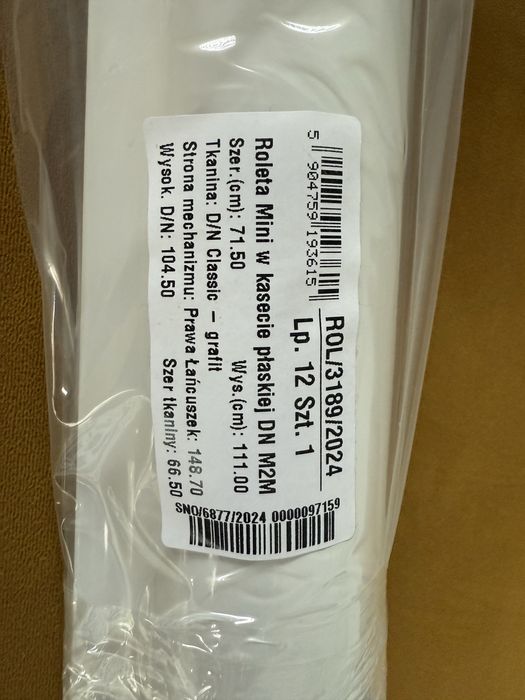 5 904759 193615
ROL/3189/2024
Lp. 12 Szt. 1
Roleta Mini w kasecie płaskiej DN M2M
Szer.(cm): 71.50 Wys.(cm): 111.00
Tkanina: D/N Classic – grafit
Strona mechanizmu: Prawa Łańcuszek: 148.70
Wysok. D/N: 104.50 Szer tkaniny: 66.50
SNO/6877/2024 0000097159